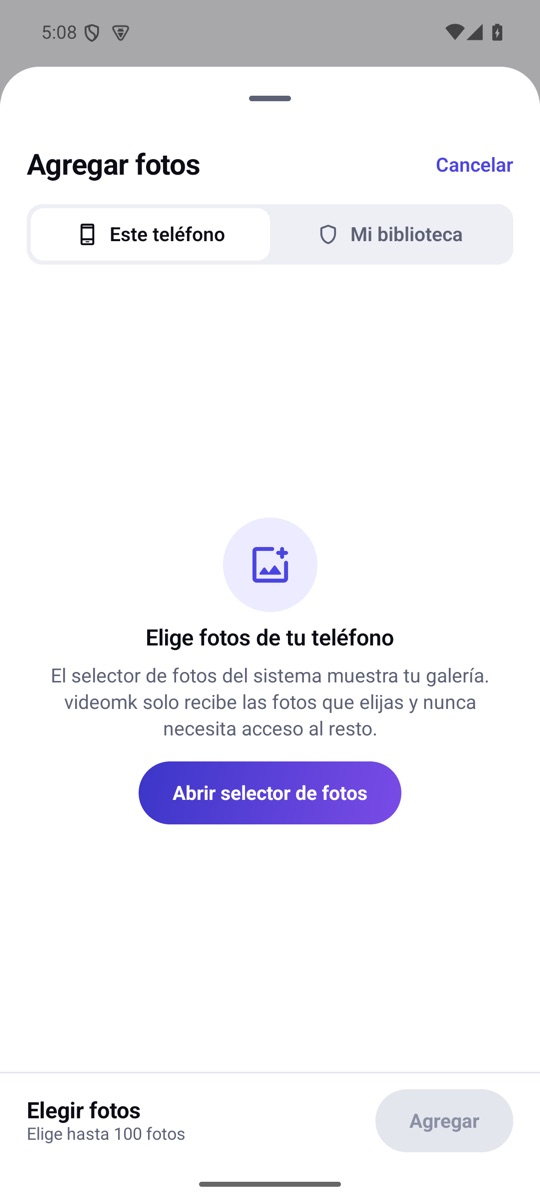 5:08
Agregar fotos
Cancelar
Este teléfono
Mi biblioteca
Elige fotos de tu teléfono
El selector de fotos del sistema muestra tu galería.
videomk solo recibe las fotos que elijas y nunca
necesita acceso al resto.
Abrir selector de fotos
Elegir fotos
Elige hasta 100 fotos
Agregar